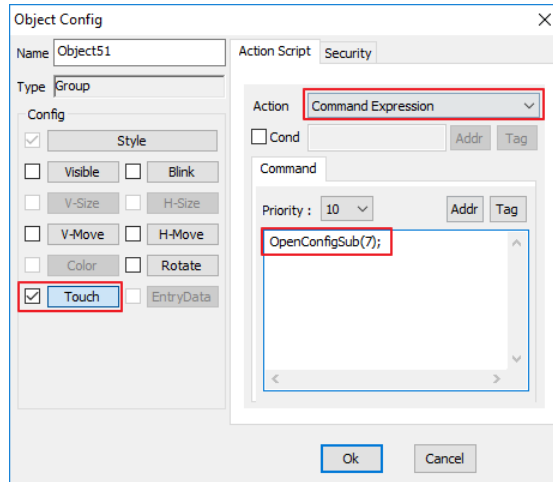 Object Config
Name Object51
Type Group
Config
Style
Visible Blink
V-Size H-Size
V-Move H-Move
Color Rotate
Touch EntryData
Action Script Security
Action Command Expression
Cond Addr Tag
Command
Priority : 10 Addr Tag
OpenConfigSub(7);
Ok Cancel